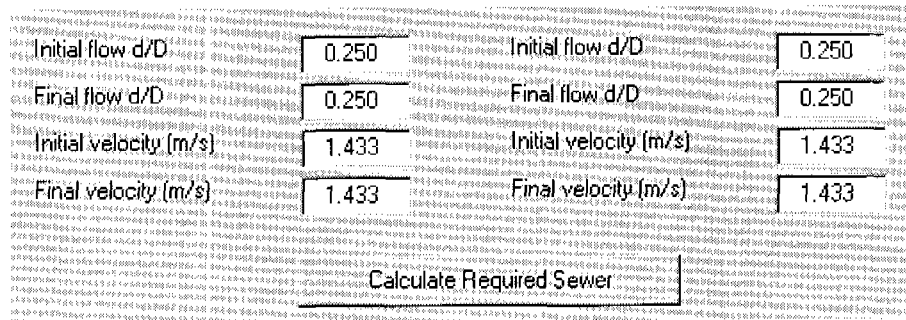 Initial flow d/D 0.250 Initial flow d/D 0.250
Final flow d/D 0.250 Final flow d/D 0.250
Initial velocity (m/s) 1.433 Initial velocity (m/s) 1.433
Final velocity (m/s) 1.433 Final velocity (m/s) 1.433
Calculate Required Sewer